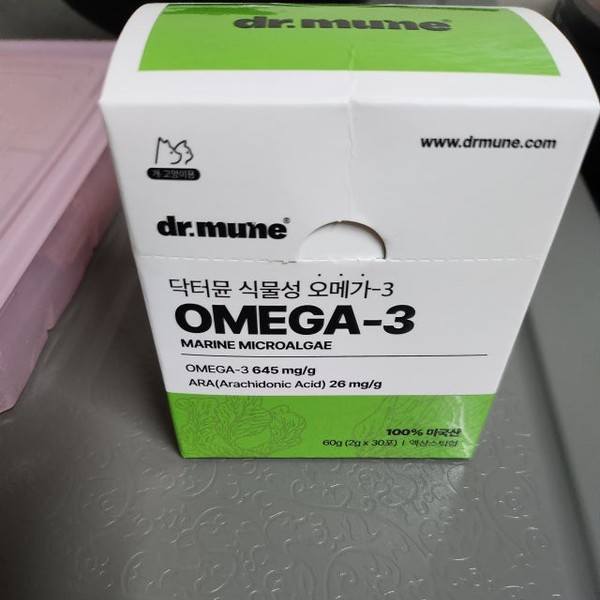 dr.mune®
www.drmune.com
개·고양이용
dr.mune®
닥터뮨 식물성 오메가-3
OMEGA-3
MARINE MICROALGAE
OMEGA-3 645 mg/g
ARA(Arachidonic Acid) 26 mg/g
100% 미국산
60g (2g x 30포) I 액상스틱형